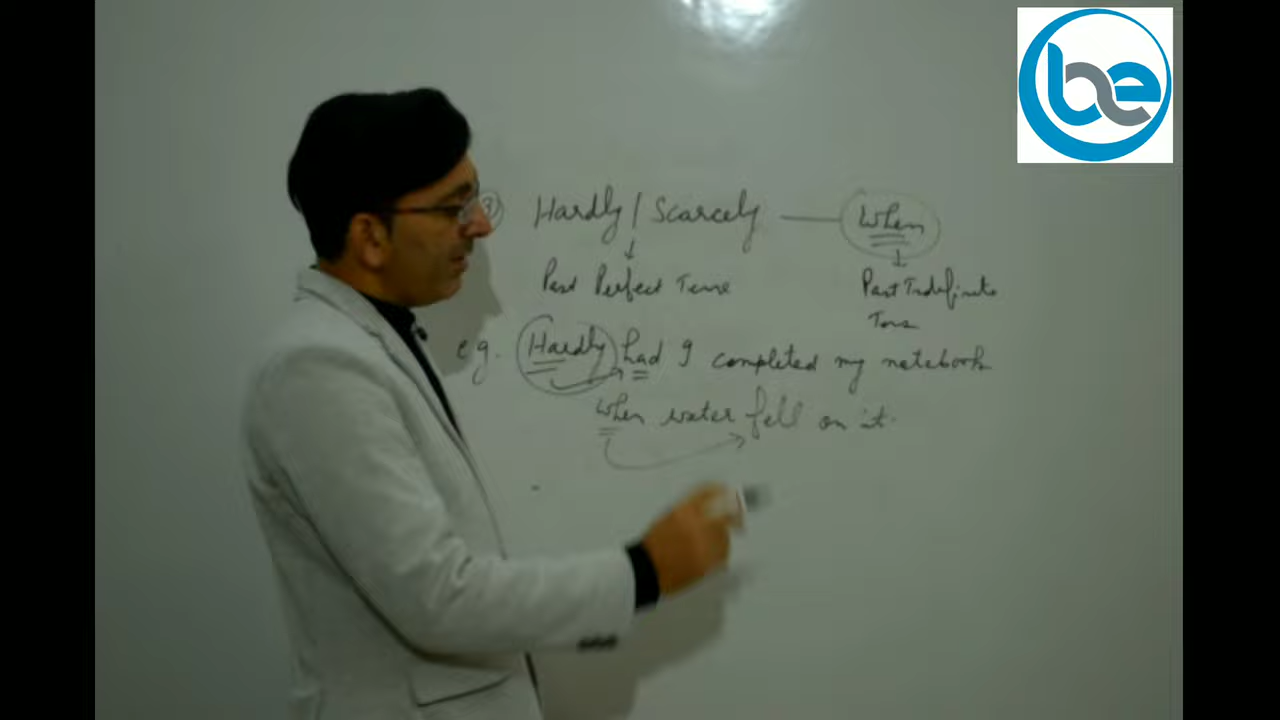 be
Hardly / Scarcely — When
Past Perfect Tense
Past Indefinite
Tense
e.g. Hardly had I completed my notebook
When water fell on it.